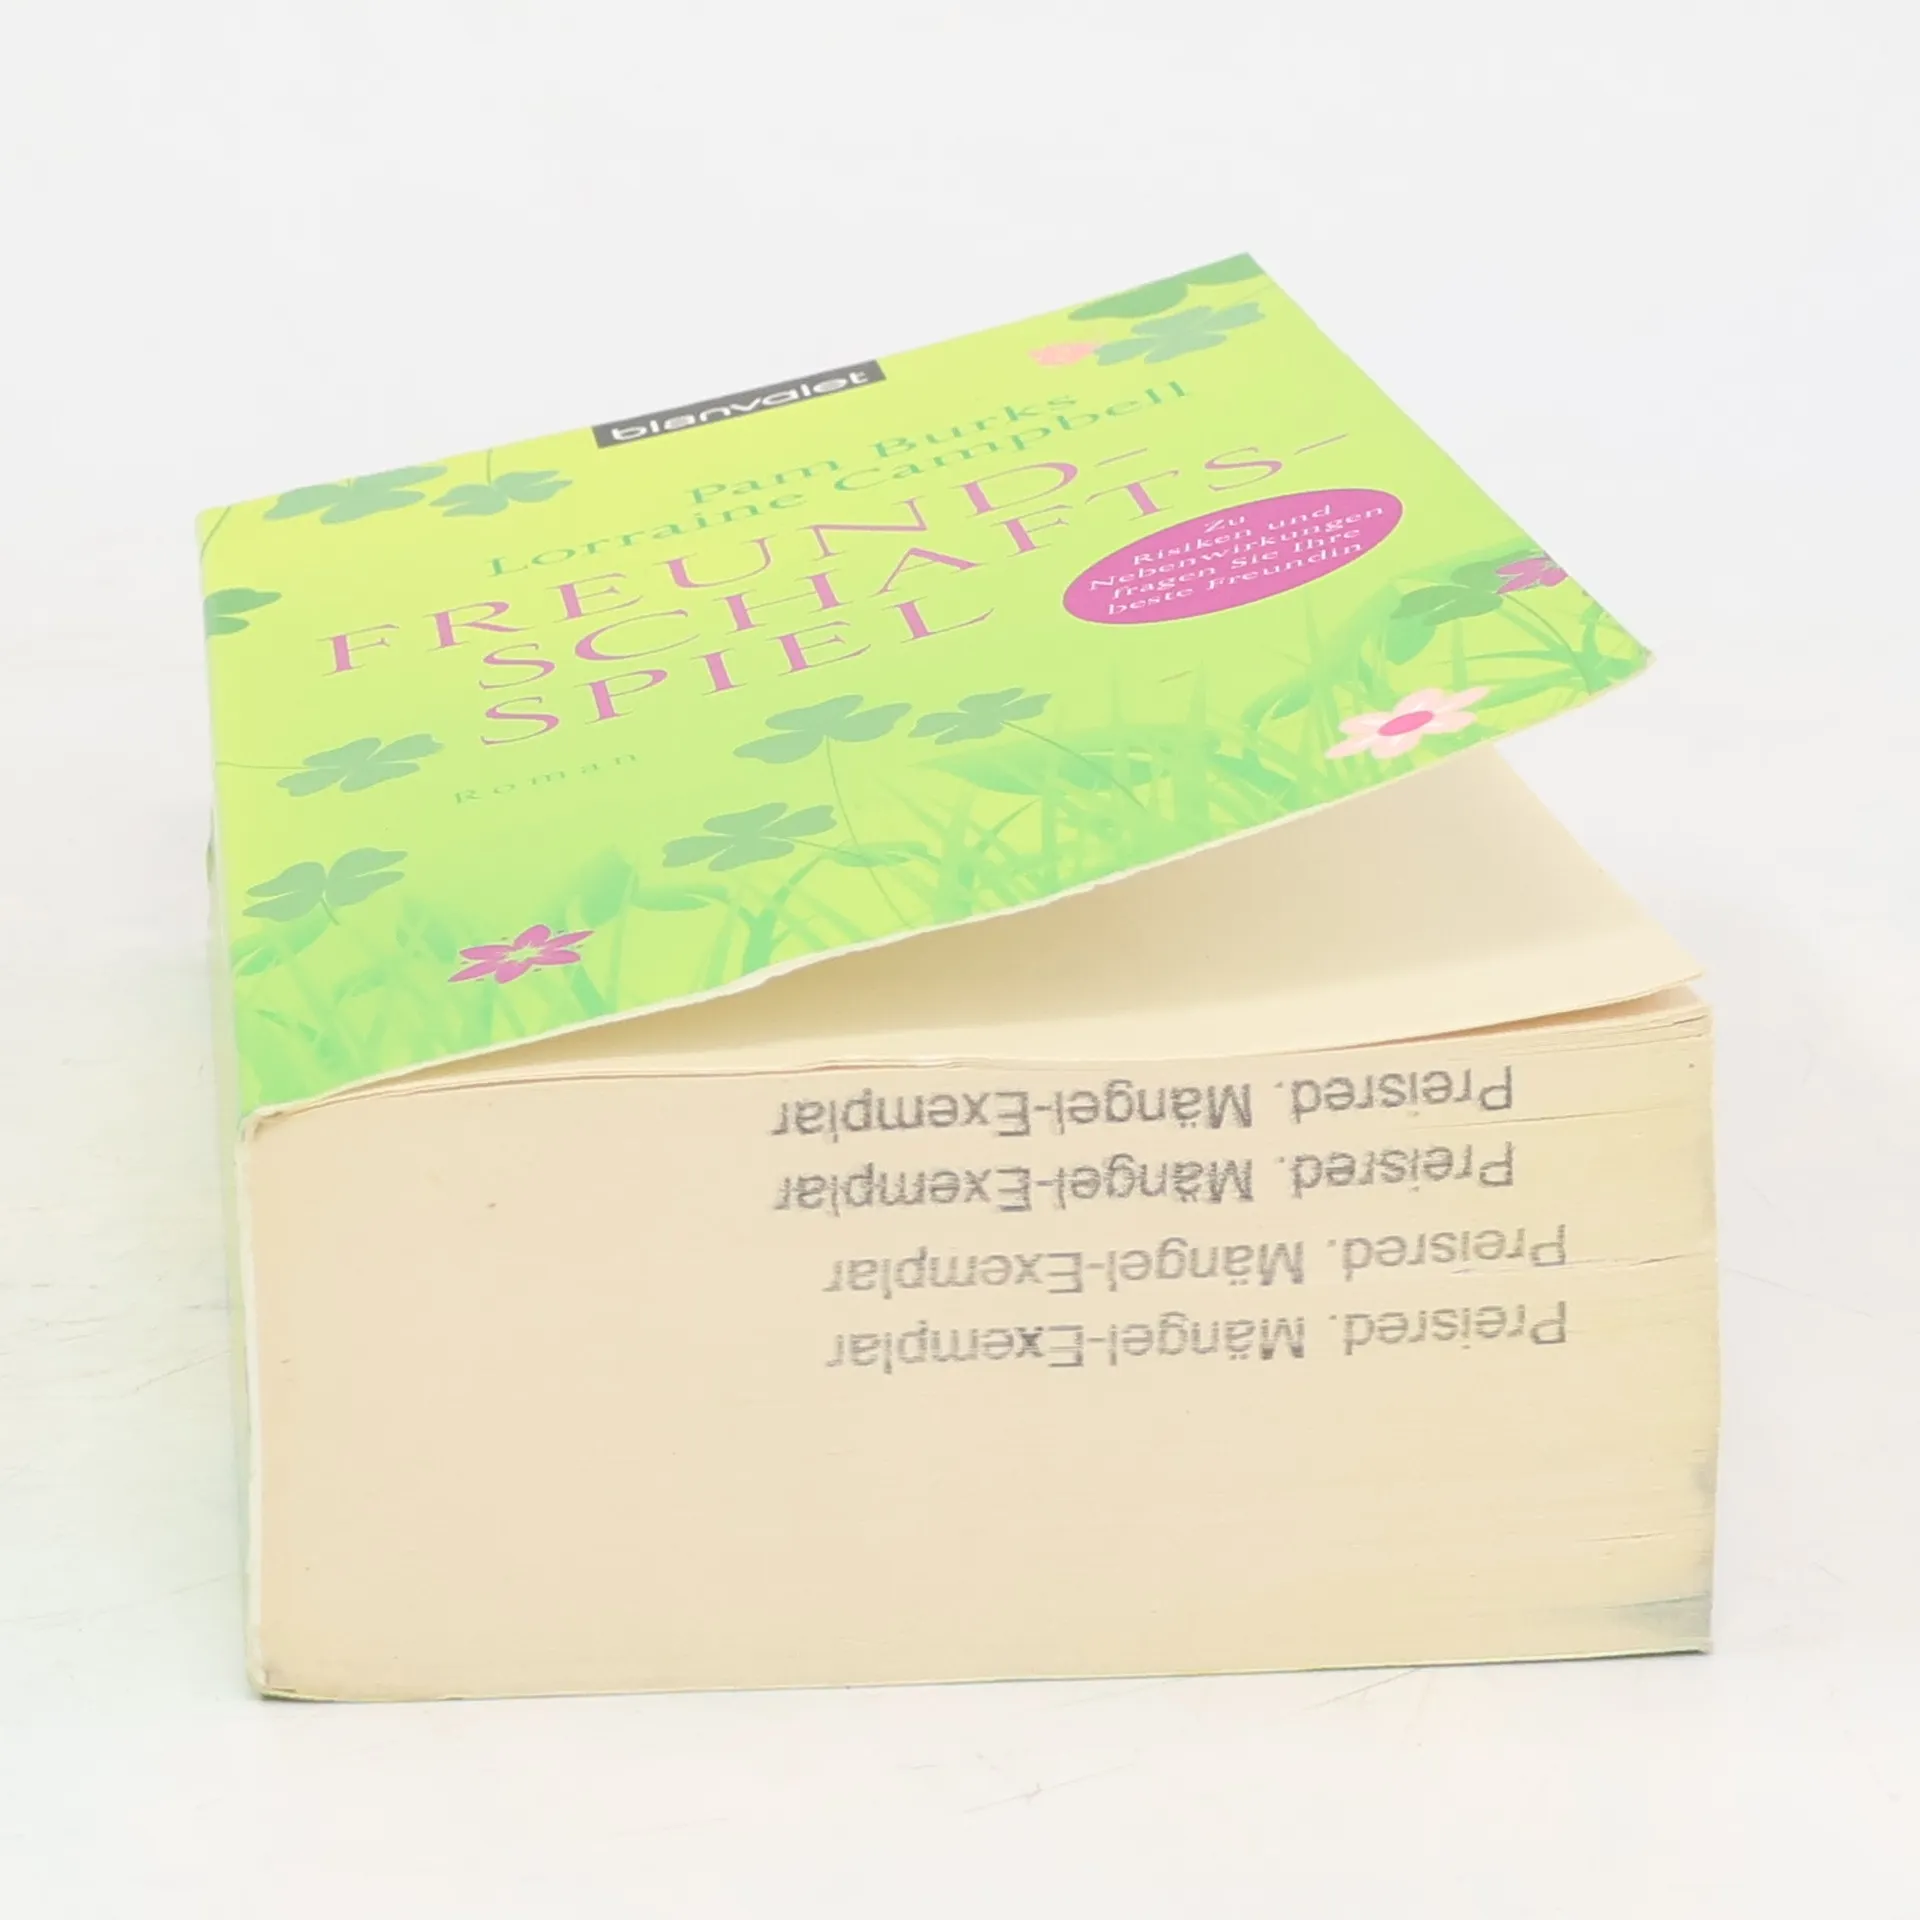 blanvalet
Pam Burks
Lorraine Campbell
FREUND-
SCHAFTS-
SPIEL
Zu
Risiken und
Nebenwirkungen
fragen Sie Ihre
beste Freundin
Roman
Preisred. Mängel-Exemplar
Preisred. Mängel-Exemplar
Preisred. Mängel-Exemplar
Preisred. Mängel-Exemplar